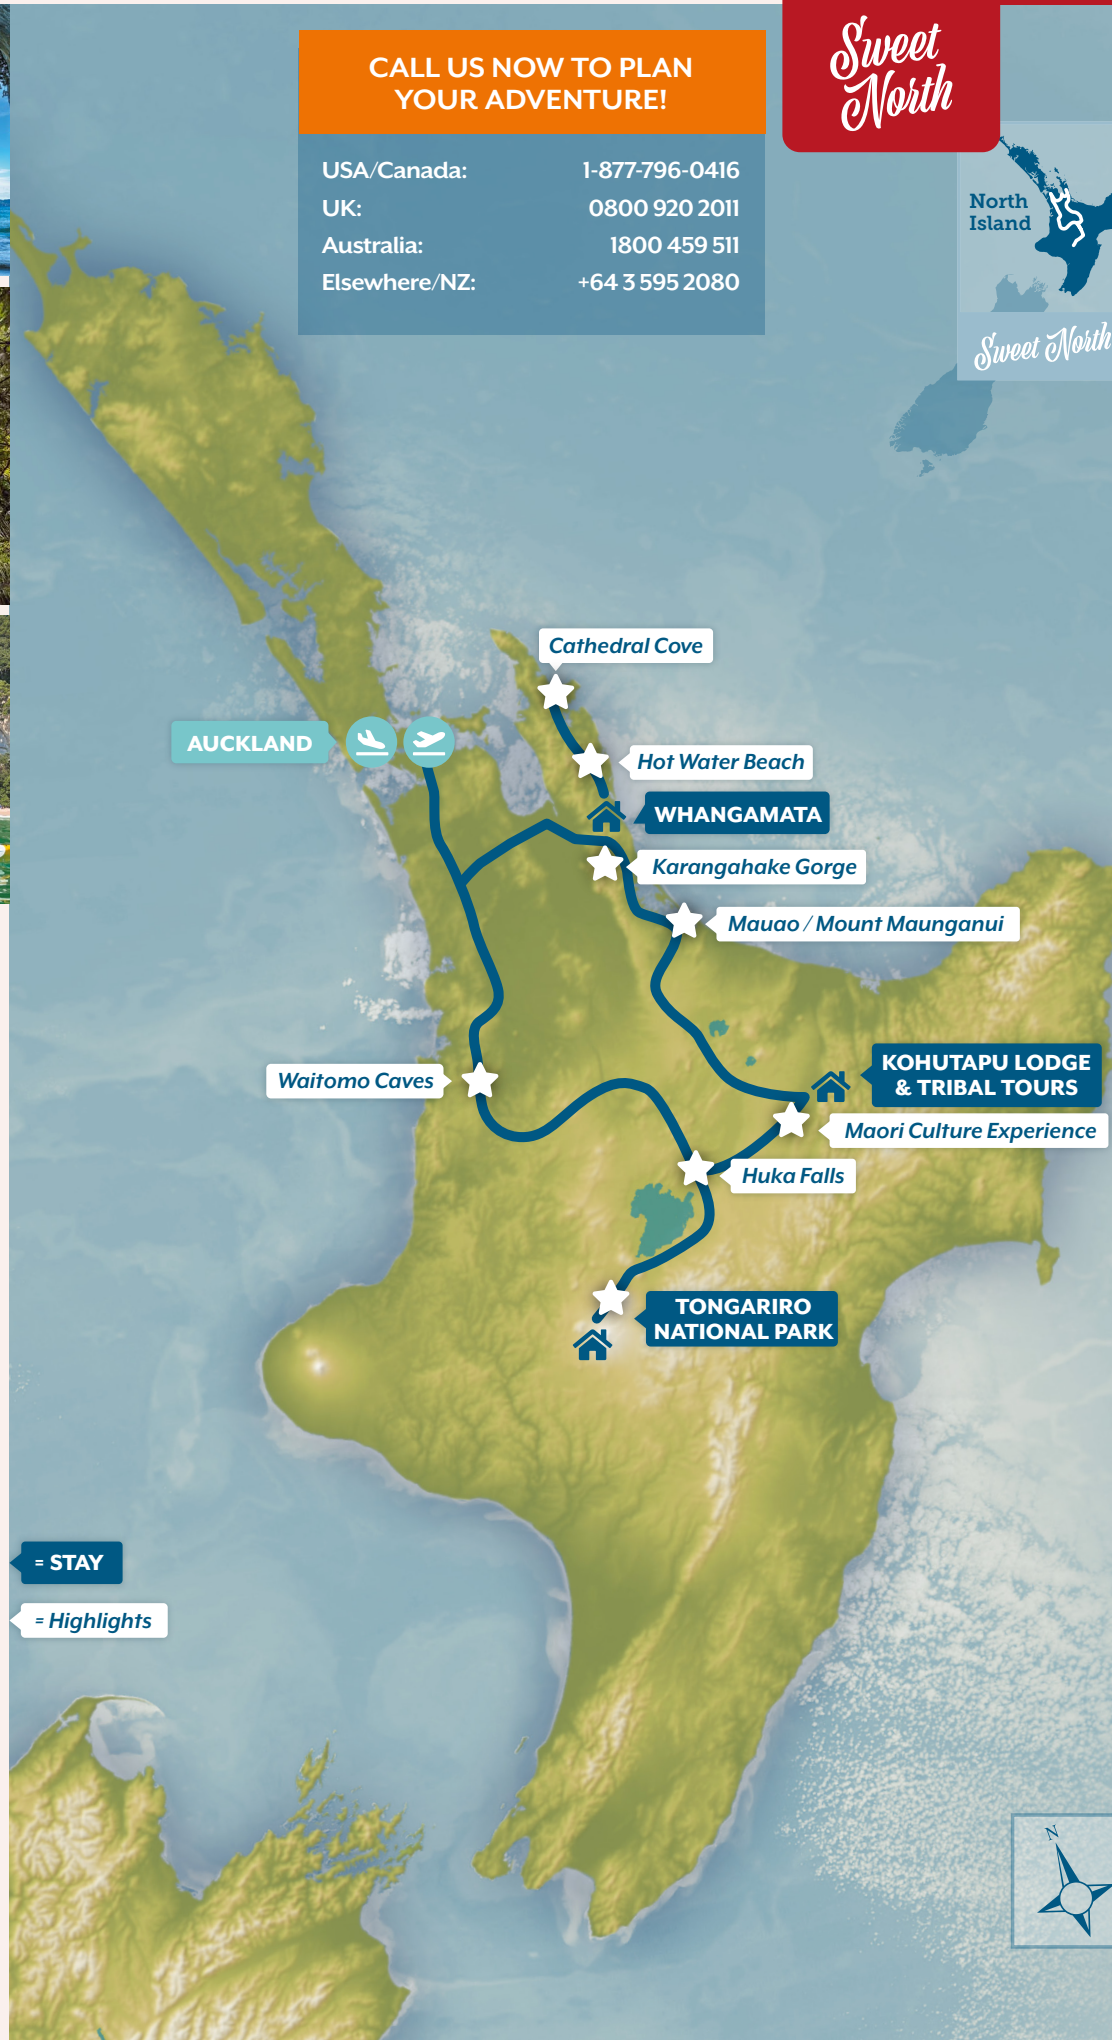 CALL US NOW TO PLAN
YOUR ADVENTURE!
USA/Canada: 1-877-796-0416
UK: 0800 920 2011
Australia: 1800 459 511
Elsewhere/NZ: +64 3 595 2080
Sweet
North
North
Island
Sweet North
Cathedral Cove
AUCKLAND
Hot Water Beach
WHANGAMATA
Karangahake Gorge
Mauao / Mount Maunganui
Waitomo Caves
KOHUTAPU LODGE
& TRIBAL TOURS
Maori Culture Experience
Huka Falls
TONGARIRO
NATIONAL PARK
= STAY
= Highlights
N